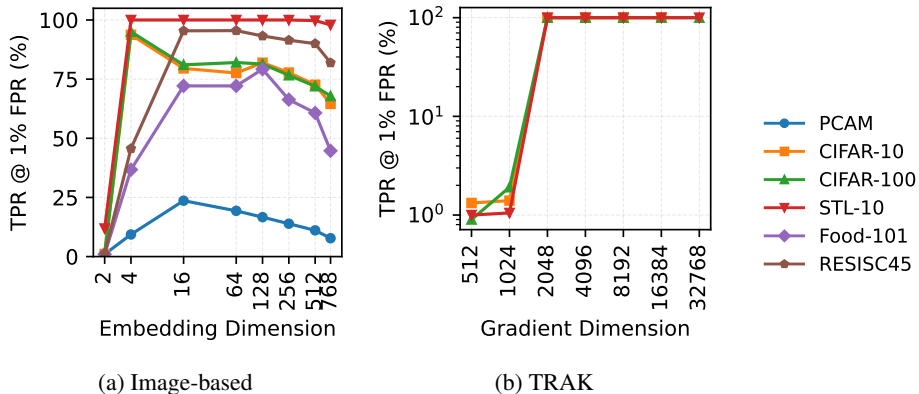 TPR @ 1% FPR (%)
100
75
50
25
0
2
4
16
64
128
256
512
768
Embedding Dimension
(a) Image-based
TPR @ 1% FPR (%)
10²
10¹
10⁰
512
1024
2048
4096
8192
16384
32768
Gradient Dimension
(b) TRAK
PCAM
CIFAR-10
CIFAR-100
STL-10
Food-101
RESISC45